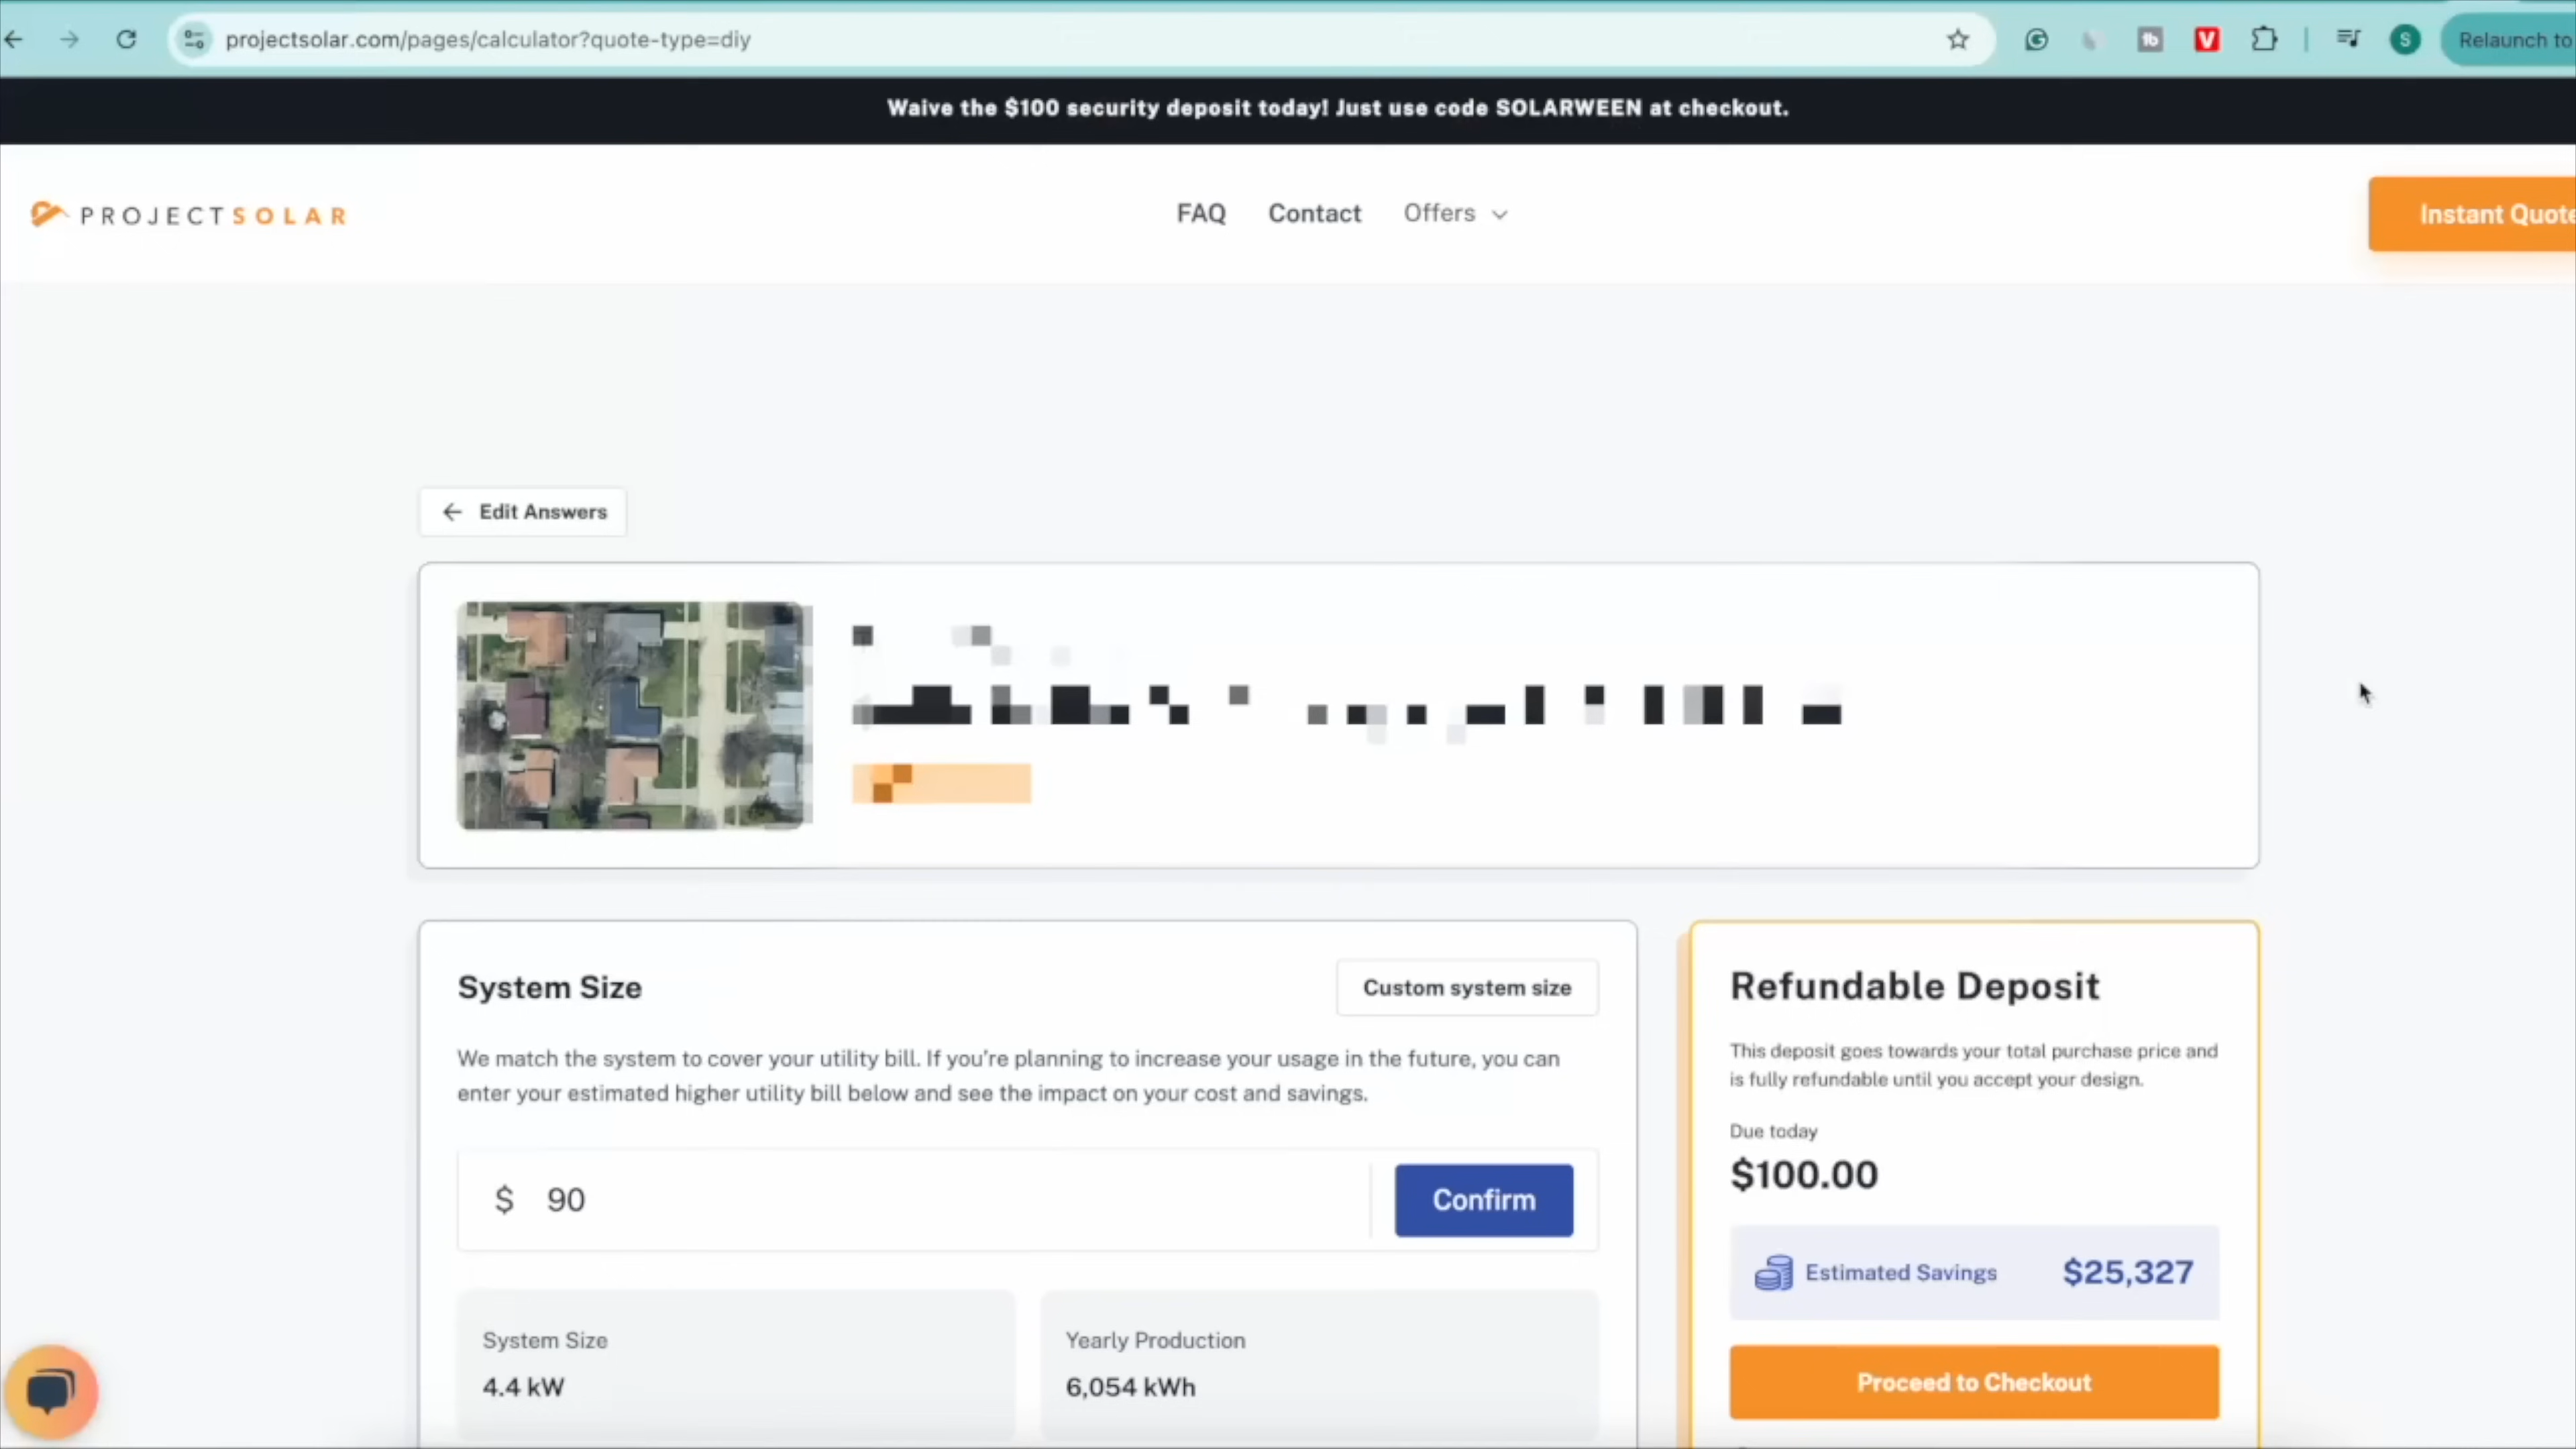 projectsolar.com/pages/calculator?quote-type=diy
S
Relaunch to
Waive the $100 security deposit today! Just use code SOLARWEEN at checkout.
PROJECTSOLAR
FAQ
Contact
Offers
Instant Quote
Edit Answers
System Size
Custom system size
We match the system to cover your utility bill. If you're planning to increase your usage in the future, you can
enter your estimated higher utility bill below and see the impact on your cost and savings.
$ 90
Confirm
System Size
4.4 kW
Yearly Production
6,054 kWh
Refundable Deposit
This deposit goes towards your total purchase price and
is fully refundable until you accept your design.
Due today
$100.00
Estimated Savings
$25,327
Proceed to Checkout